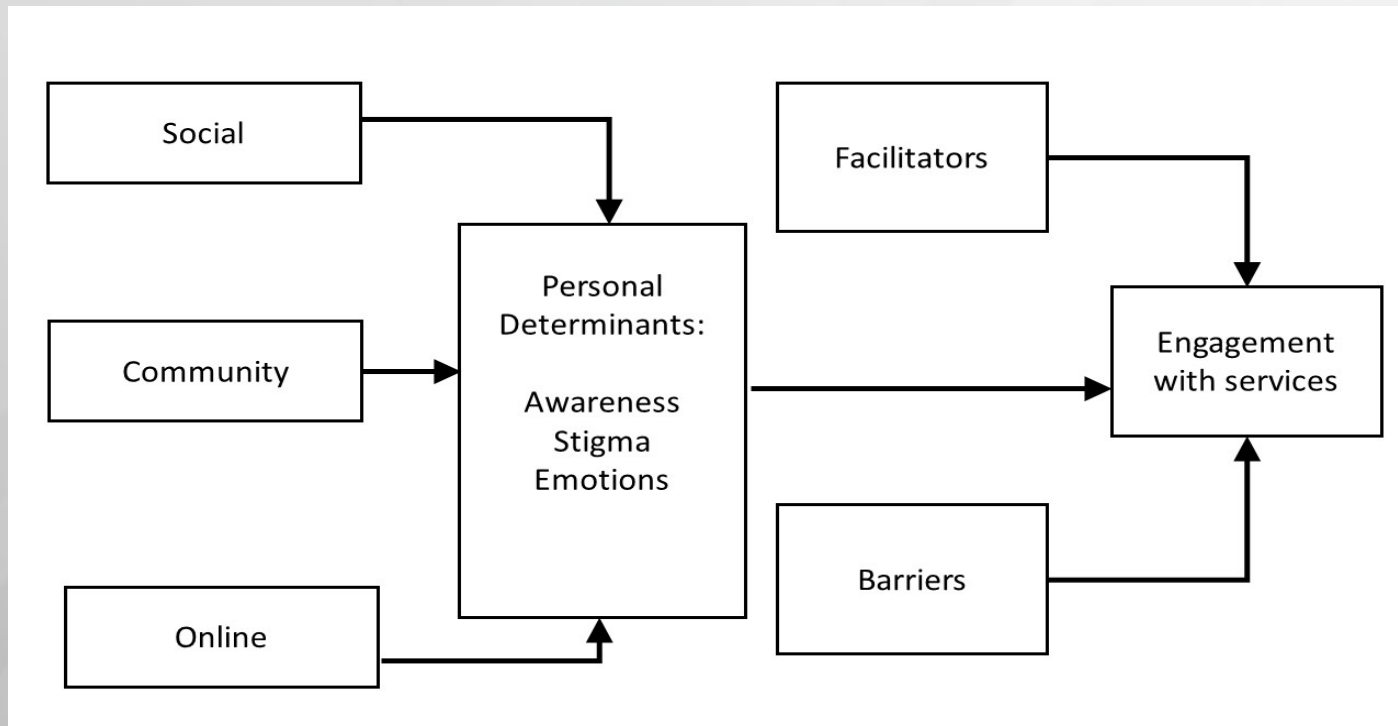 Social
Community
Online
Personal
Determinants:
Awareness
Stigma
Emotions
Facilitators
Barriers
Engagement
with services